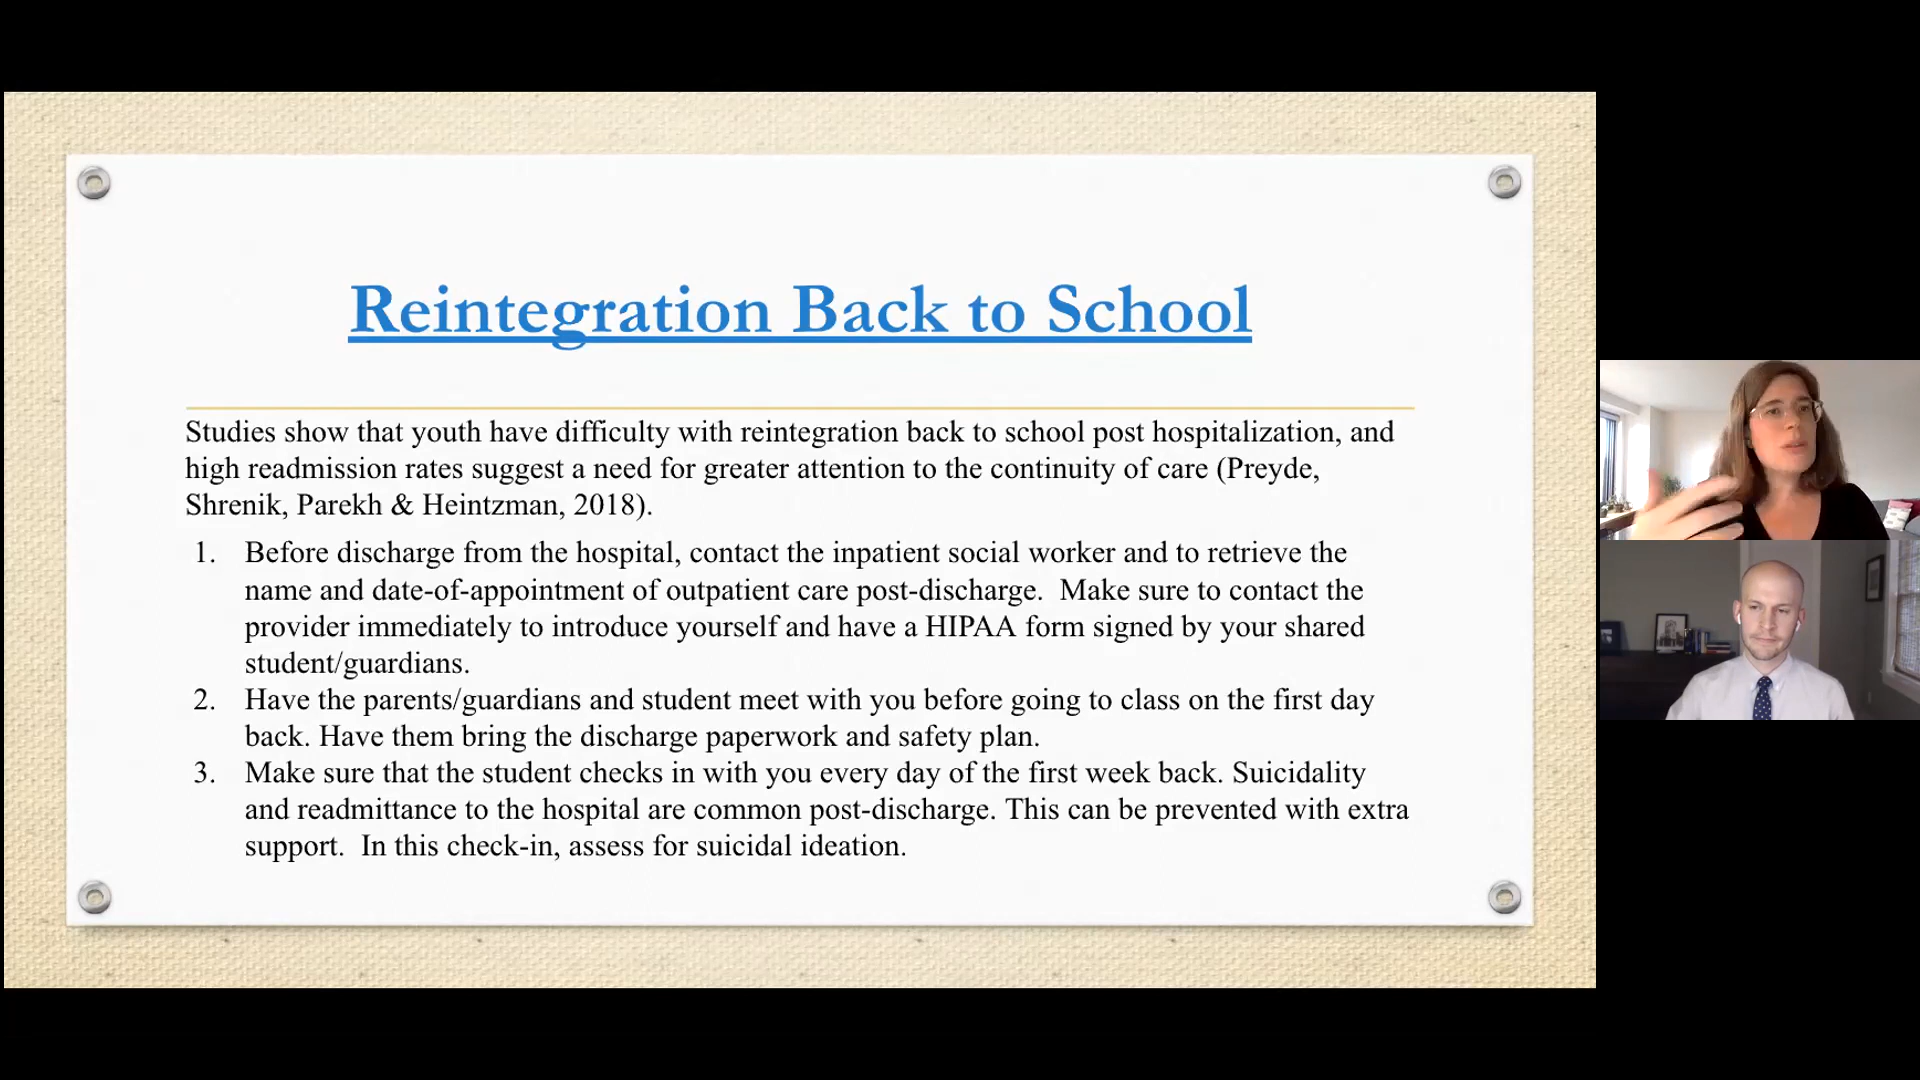 Reintegration Back to School
Studies show that youth have difficulty with reintegration back to school post hospitalization, and
high readmission rates suggest a need for greater attention to the continuity of care (Preyde,
Shrenik, Parekh & Heintzman, 2018).
1. Before discharge from the hospital, contact the inpatient social worker and to retrieve the
name and date-of-appointment of outpatient care post-discharge.  Make sure to contact the
provider immediately to introduce yourself and have a HIPAA form signed by your shared
student/guardians.
2. Have the parents/guardians and student meet with you before going to class on the first day
back. Have them bring the discharge paperwork and safety plan.
3. Make sure that the student checks in with you every day of the first week back. Suicidality
and readmittance to the hospital are common post-discharge. This can be prevented with extra
support.  In this check-in, assess for suicidal ideation.